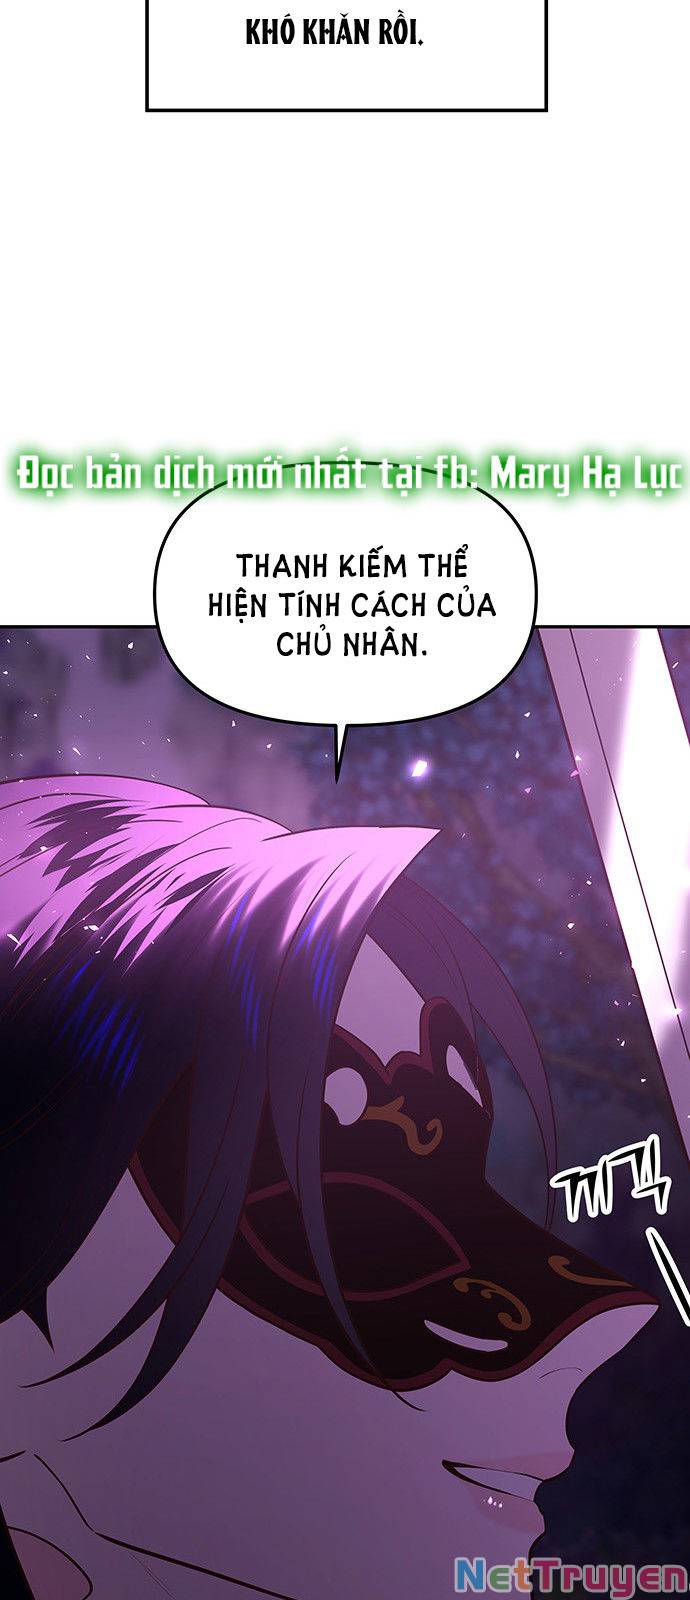 KHÓ KHĂN RỒI.
Đọc bản dịch mới nhất tại fb: Mary Hạ Lục
THANH KIẾM THỂ
HIỆN TÍNH CÁCH CỦA
CHỦ NHÂN.
NetTruyen